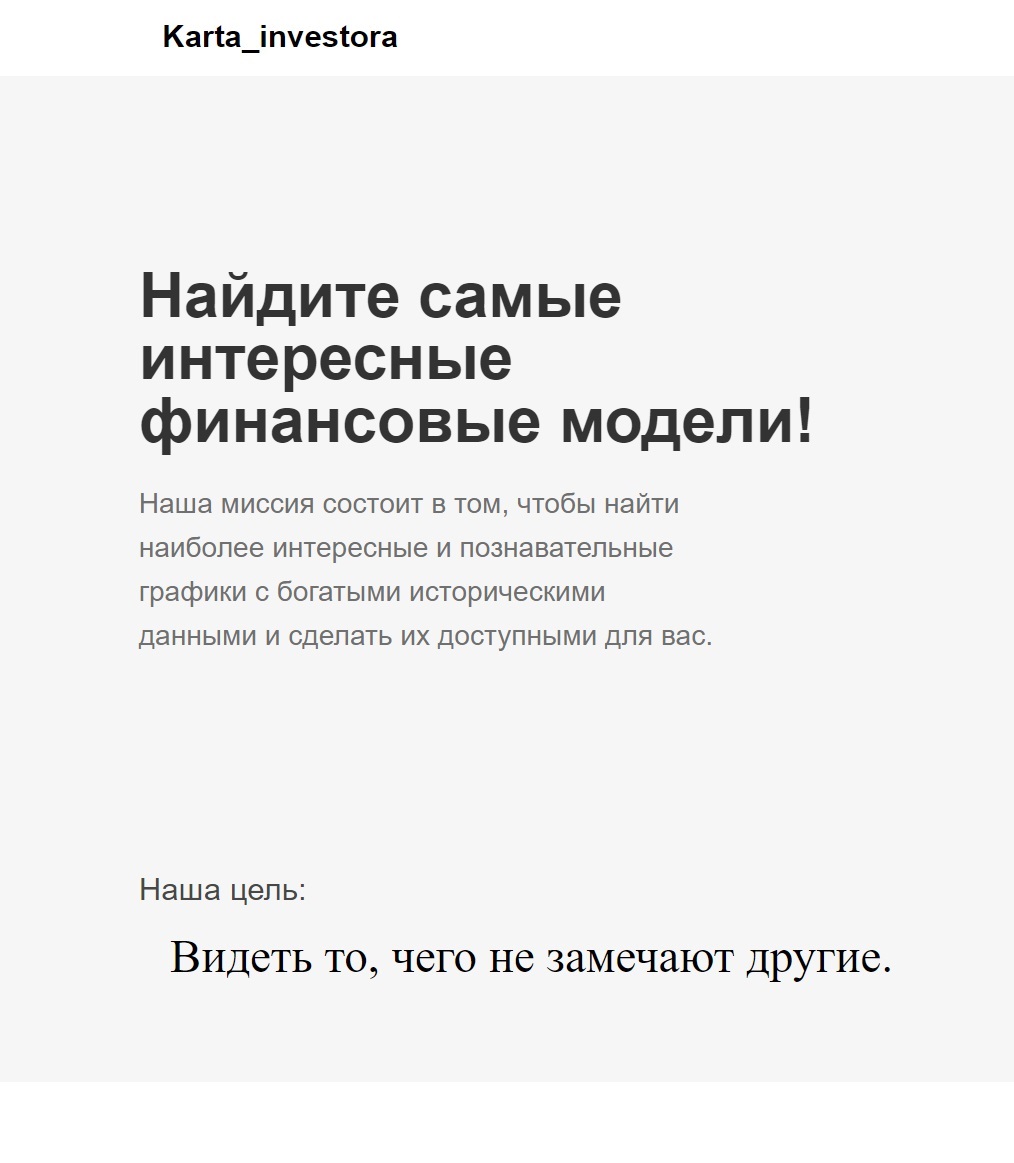 Karta_investora
Найдите самые
интересные
финансовые модели!
Наша миссия состоит в том, чтобы найти
наиболее интересные и познавательные
графики с богатыми историческими
данными и сделать их доступными для вас.
Наша цель:
Видеть то, чего не замечают другие.